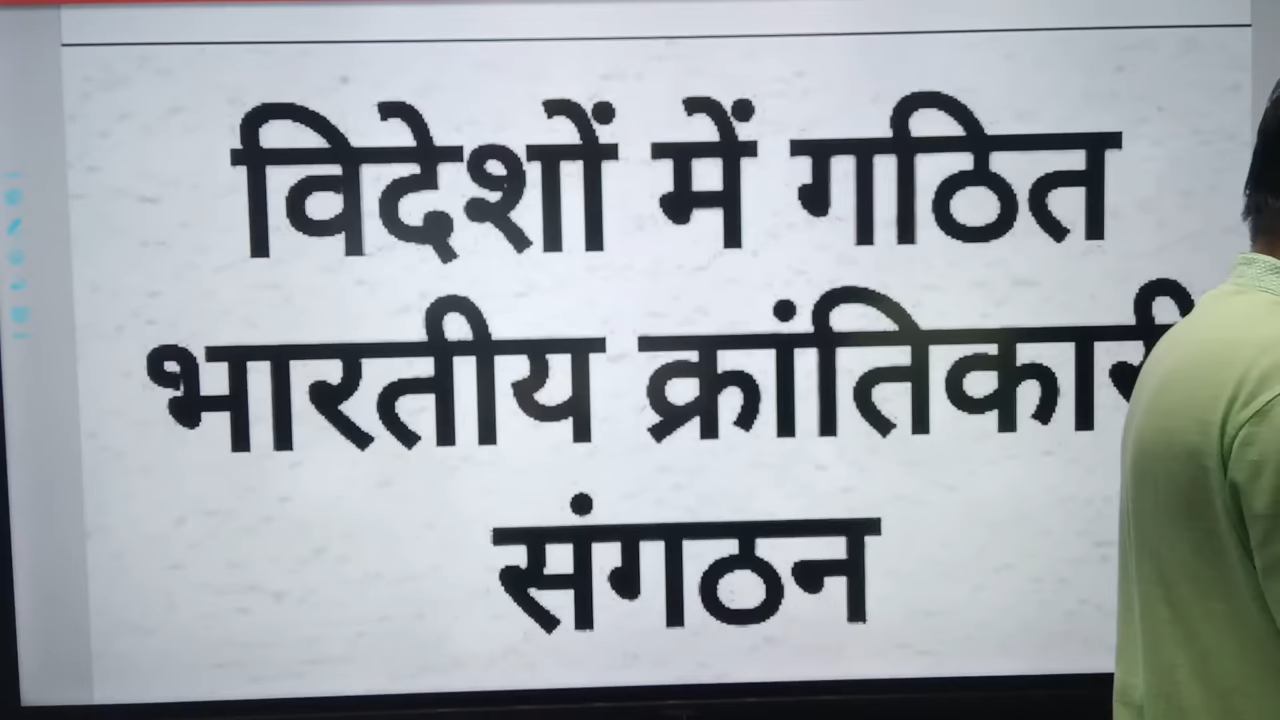 विदेशों में गठित
भारतीय क्रांतिकारी
संगठन